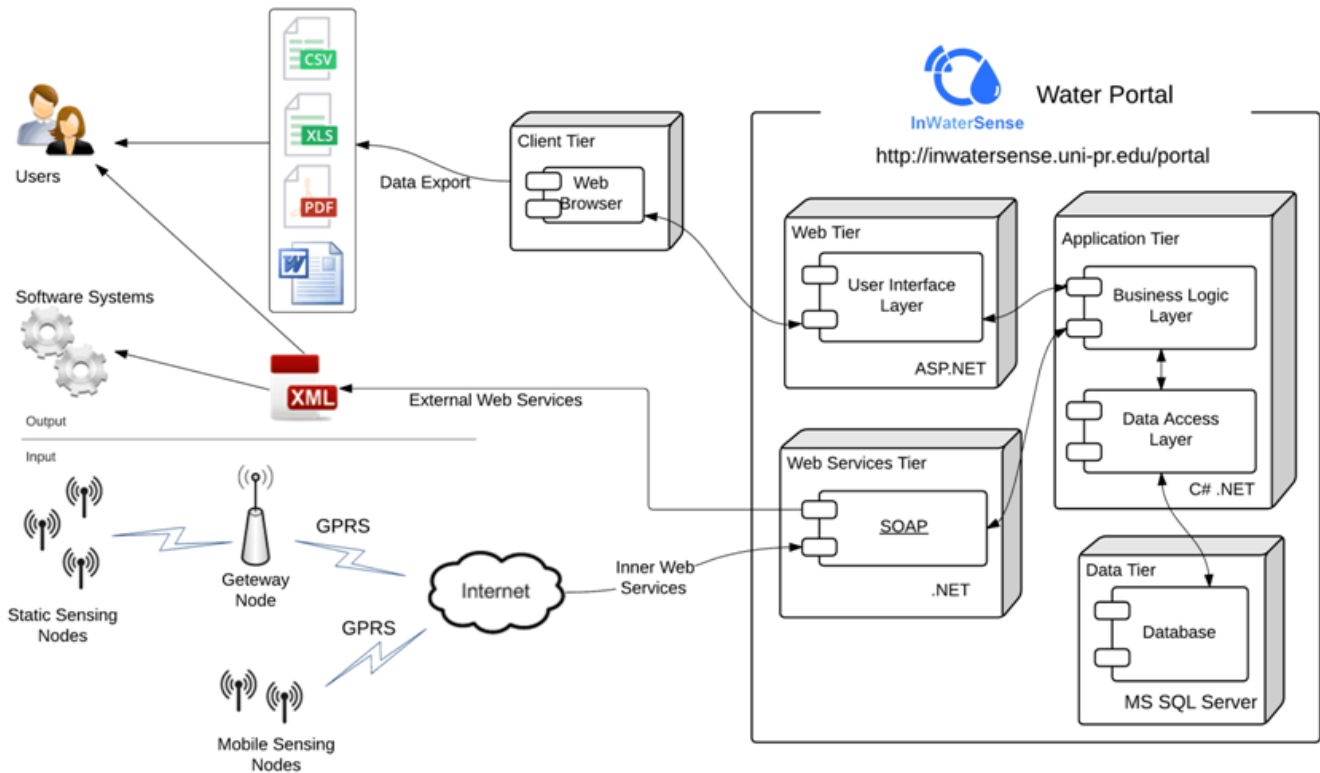 CSV
XLS
PDF
W
Users
Software Systems
XML
Output
Input
Data Export
External Web Services
Client Tier
Web
Browser
InWaterSense
Water Portal
http://inwatersense.uni-pr.edu/portal
Web Tier
User Interface
Layer
ASP.NET
Application Tier
Business Logic
Layer
Data Access
Layer
C# .NET
Web Services Tier
SOAP
.NET
Data Tier
Database
MS SQL Server
Static Sensing
Nodes
Geteway
Node
GPRS
GPRS
Internet
Inner Web
Services
Mobile Sensing
Nodes